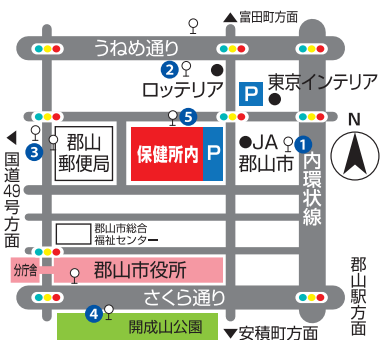 ▲富田町方面
うねめ通り
2
ロッテリア
P
東京インテリア
5
N
3
郡山
郵便局
保健所内
P
JA
郡山市
1
内環状線
◀国道49号方面
郡山市総合
福祉センター
分庁舎
郡山市役所
郡山駅方面
さくら通り
4
開成山公園
▼安積町方面